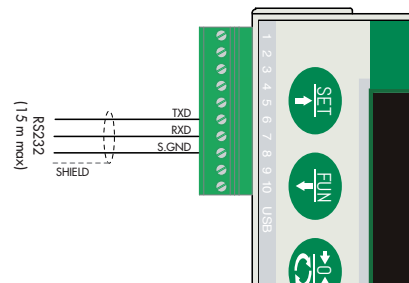 RS232
(15 m max)
TXD
RXD
S.GND
SHIELD
1
2
3
4
5
6
7
8
9
10
USB
SET
FUN
0